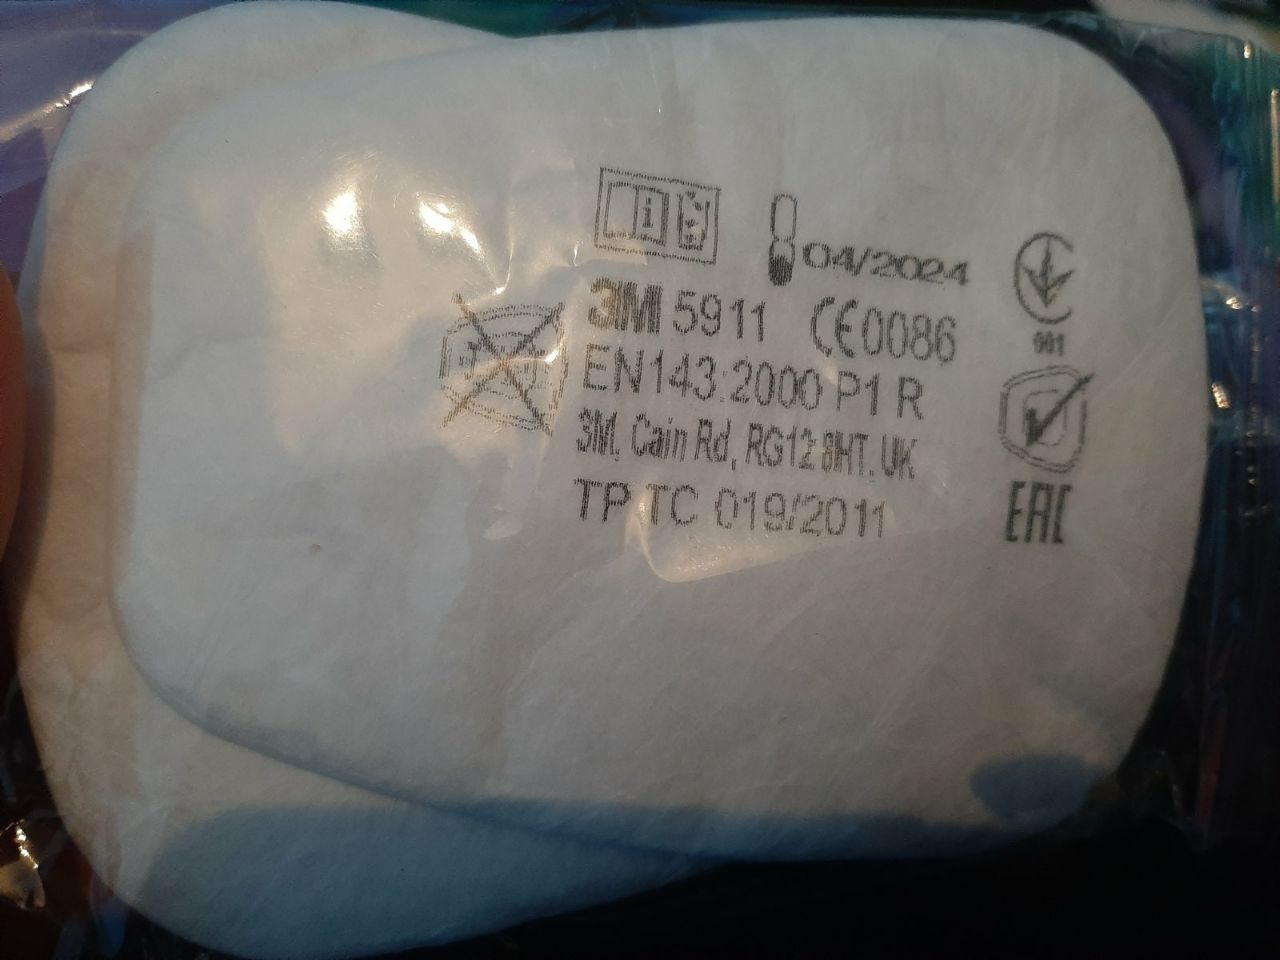 04/2024
3M 5911 CE0086
EN143:2000 P1 R
3M, Cain Rd, RG12 8HT, UK
TP TC 019/2011
001
EAC